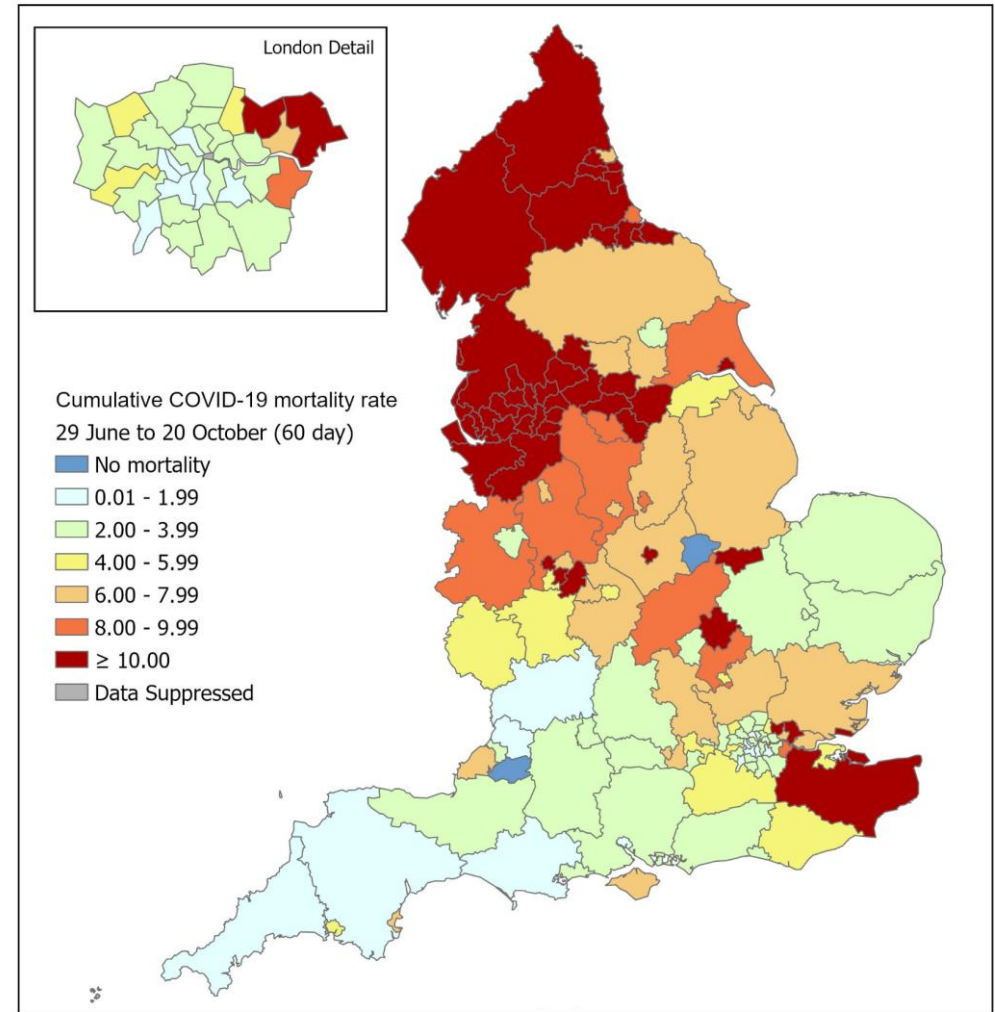 London Detail
Cumulative COVID-19 mortality rate
29 June to 20 October (60 day)
No mortality
0.01 - 1.99
2.00 - 3.99
4.00 - 5.99
6.00 - 7.99
8.00 - 9.99
≥ 10.00
Data Suppressed